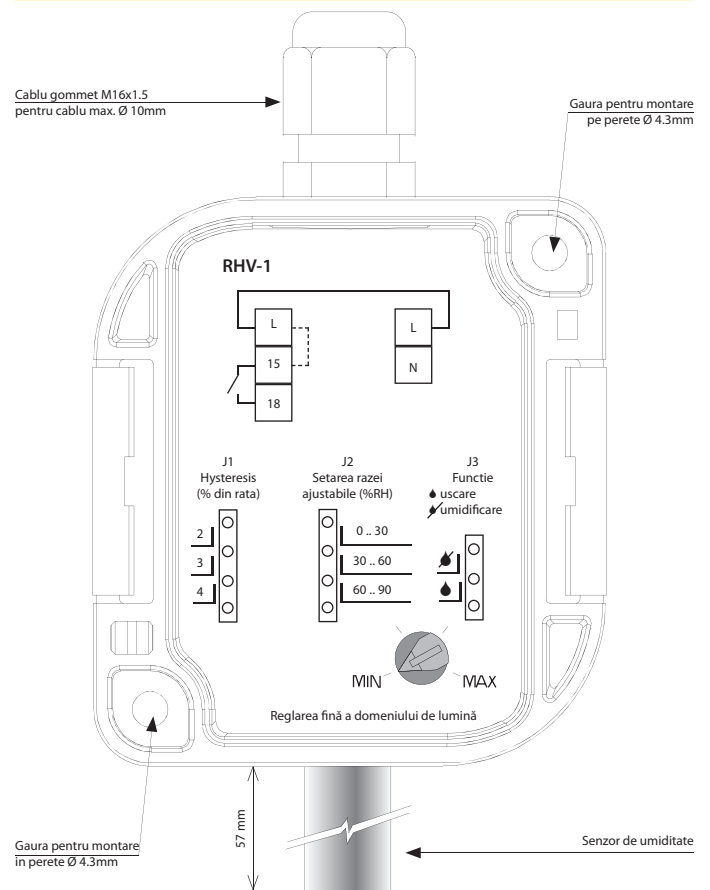 Cablu gommet M16x1.5
pentru cablu max. Ø 10mm
Gaura pentru montare
pe perete Ø 4.3mm
RHV-1
L
15
18
L
N
J1
Hysteresis
(% din rata)
2
3
4
J2
Setarea razei
ajustabile (%RH)
0 .. 30
30 .. 60
60 .. 90
J3
Functie
uscare
umidificare
MIN
MAX
Reglarea fină a domeniului de lumină
57 mm
Gaura pentru montare
in perete Ø 4.3mm
Senzor de umiditate